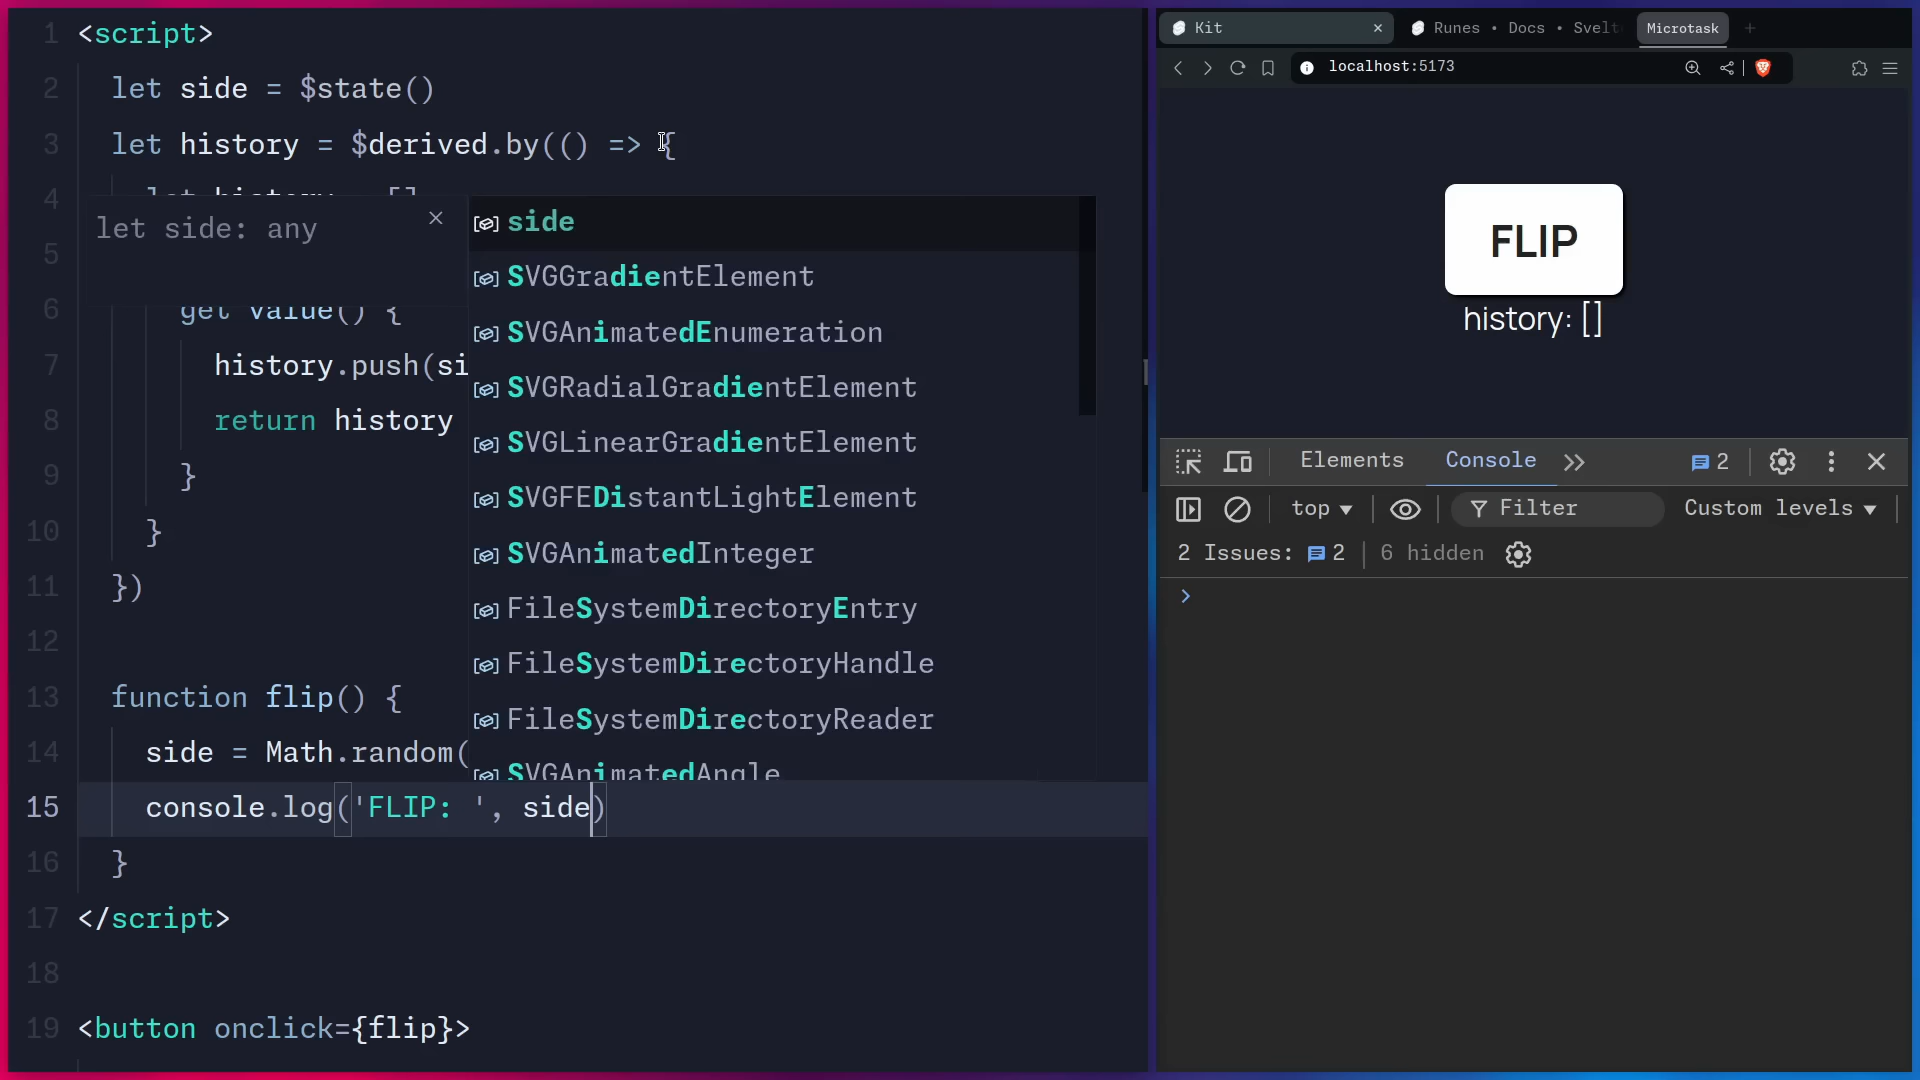 1 <script>
2 let side = $state()
3 let history = $derived.by(() => {
4 let history = []
5
6 get value() {
7 history.push(si
8 return history
9 }
10 }
11 })
12
13 function flip() {
14 side = Math.random(
15 console.log('FLIP: ', side)
16 }
17 </script>
18
19 <button onclick={flip}>
let side: any
side
SVGGradientElement
SVGAnimatedEnumeration
SVGRadialGradientElement
SVGLinearGradientElement
SVGFEDistantLightElement
SVGAnimatedInteger
FileSystemDirectoryEntry
FileSystemDirectoryHandle
FileSystemDirectoryReader
SVGAnimatedAngle
Kit
Runes • Docs • Svelt
Microtask
localhost:5173
FLIP
history: []
Elements Console 2
top Filter Custom levels
2 Issues: 2 6 hidden